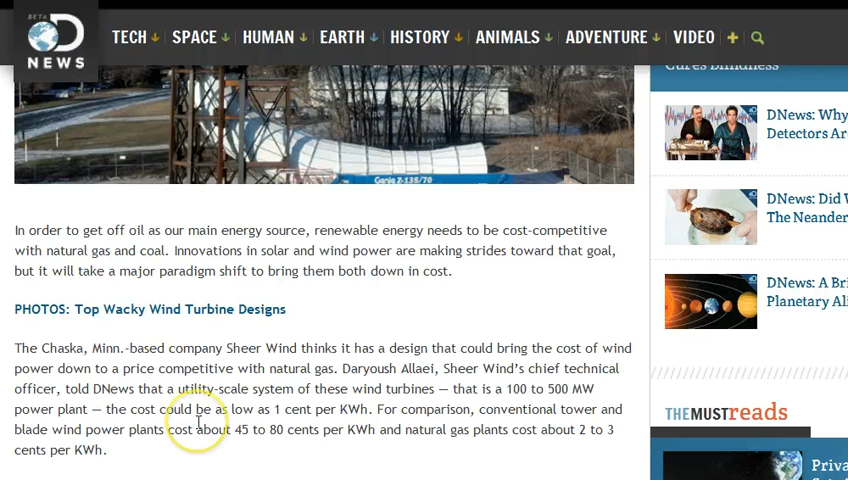 BETA
D
NEWS
TECH SPACE HUMAN EARTH HISTORY ANIMALS ADVENTURE VIDEO +
Cures Blindness
Genie Z-135/70
DNews: Why
Detectors Ar
DNews: Did
The Neander
DNews: A Bri
Planetary Ali
In order to get off oil as our main energy source, renewable energy needs to be cost-competitive
with natural gas and coal. Innovations in solar and wind power are making strides toward that goal,
but it will take a major paradigm shift to bring them both down in cost.
PHOTOS: Top Wacky Wind Turbine Designs
The Chaska, Minn.-based company Sheer Wind thinks it has a design that could bring the cost of wind
power down to a price competitive with natural gas. Daryoush Allaei, Sheer Wind's chief technical
officer, told DNews that a utility-scale system of these wind turbines — that is a 100 to 500 MW
power plant — the cost could be as low as 1 cent per KWh. For comparison, conventional tower and
blade wind power plants cost about 45 to 80 cents per KWh and natural gas plants cost about 2 to 3
cents per KWh.
THEMUSTreads
Priva